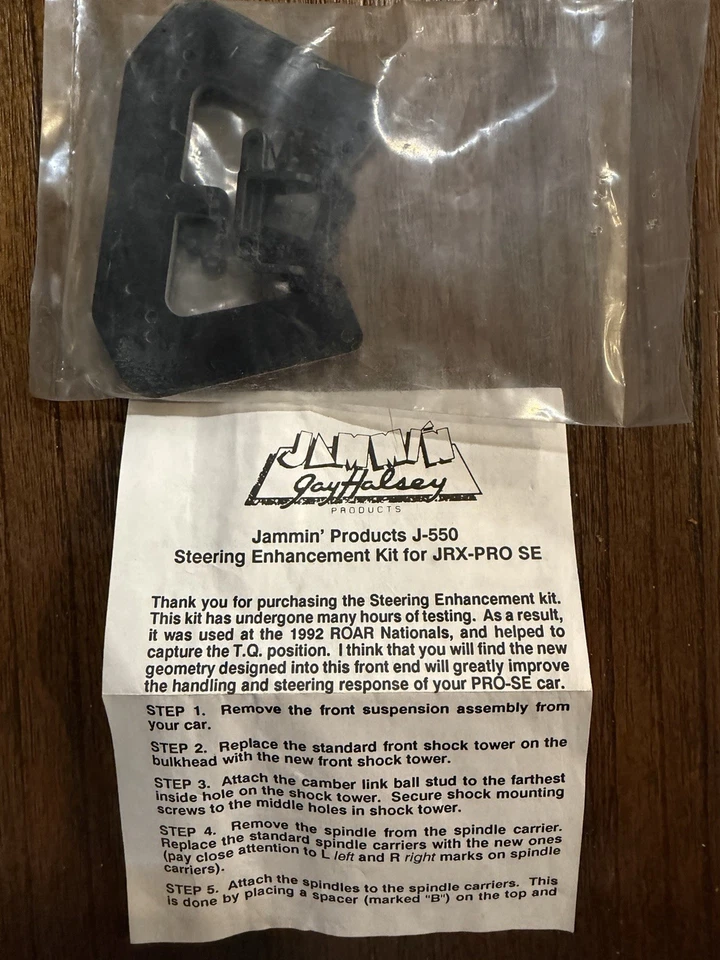 JAMMIN'
Jay Halsey
PRODUCTS
Jammin' Products J-550
Steering Enhancement Kit for JRX-PRO SE
Thank you for purchasing the Steering Enhancement kit.
This kit has undergone many hours of testing. As a result,
it was used at the 1992 ROAR Nationals, and helped to
capture the T.Q. position. I think that you will find the new
geometry designed into this front end will greatly improve
the handling and steering response of your PRO-SE car.
STEP 1. Remove the front suspension assembly from
your car.
STEP 2. Replace the standard front shock tower on the
bulkhead with the new front shock tower.
STEP 3. Attach the camber link ball stud to the farthest
inside hole on the shock tower. Secure shock mounting
screws to the middle holes in shock tower.
STEP 4. Remove the spindle from the spindle carrier.
Replace the standard spindle carriers with the new ones
(pay close attention to L left and R right marks on spindle
carriers).
STEP 5. Attach the spindles to the spindle carriers. This
is done by placing a spacer (marked "B") on the top and